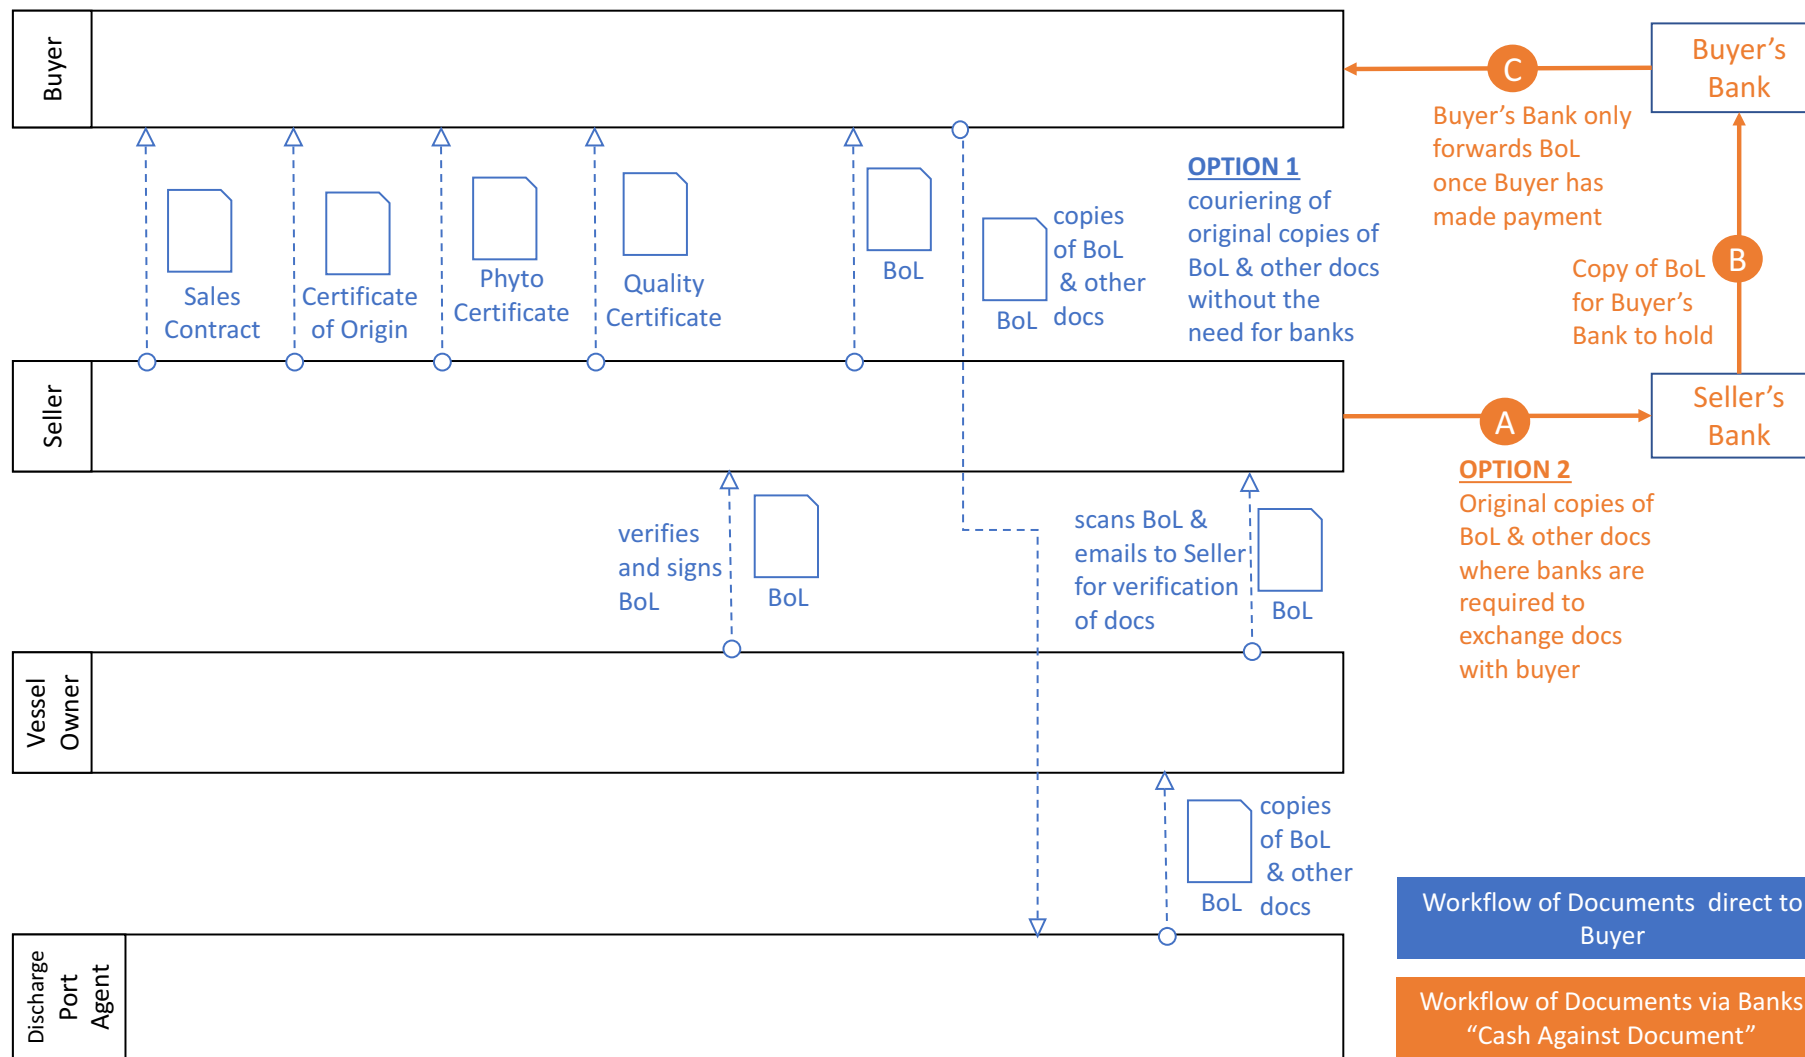 Buyer
Sales
Contract
Certificate
of Origin
Phyto
Certificate
Quality
Certificate
BoL
BoL
copies
of BoL
& other
docs
OPTION 1
couriering of
original copies of
BoL & other docs
without the
need for banks
C
Buyer's Bank only
forwards BoL
once Buyer has
made payment
Buyer's
Bank
B
Copy of BoL
for Buyer's
Bank to hold
Seller
A
Seller's
Bank
OPTION 2
Original copies of
BoL & other docs
where banks are
required to
exchange docs
with buyer
verifies
and signs
BoL
BoL
scans BoL &
emails to Seller
for verification
of docs
BoL
Vessel
Owner
BoL
copies
of BoL
& other
docs
Discharge
Port
Agent
Workflow of Documents direct to
Buyer
Workflow of Documents via Banks
“Cash Against Document”